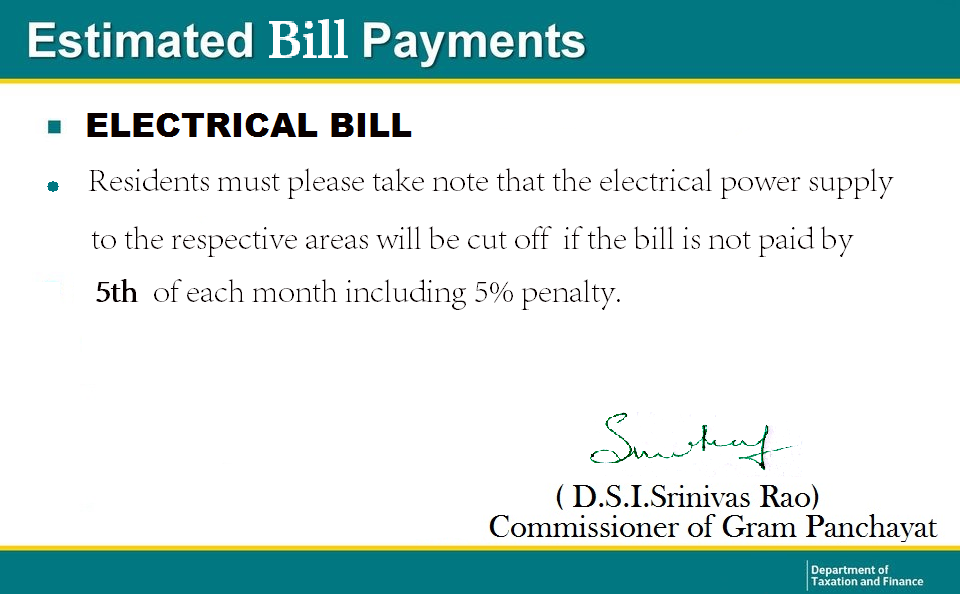 Estimated Bill Payments
ELECTRICAL BILL
Residents must please take note that the electrical power supply
to the respective areas will be cut off if the bill is not paid by
5th of each month including 5% penalty.
( D.S.I.Srinivas Rao)
Commissioner of Gram Panchayat
Department of
Taxation and Finance